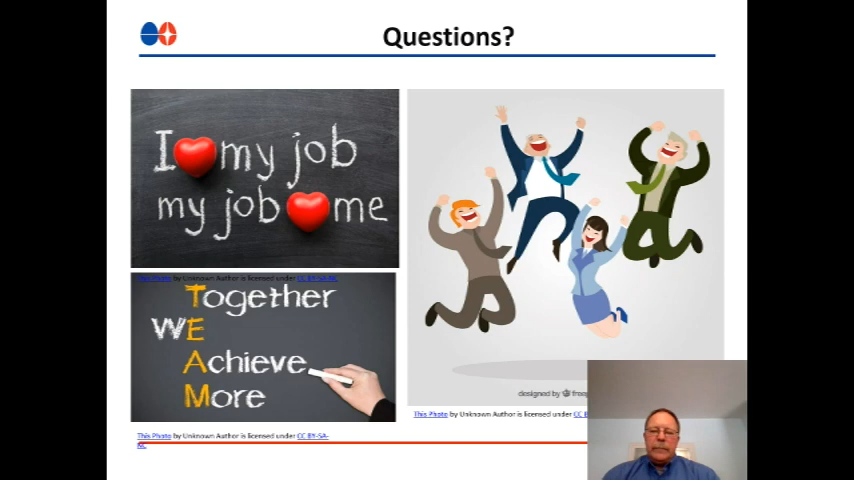 Questions?
I my job
my job me
This Photo by Unknown Author is licensed under CC BY-SA-NC
Together
WE
Achieve
More
designed by freep
This Photo by Unknown Author is licensed under CC B
This Photo by Unknown Author is licensed under CC BY-SA-
NC